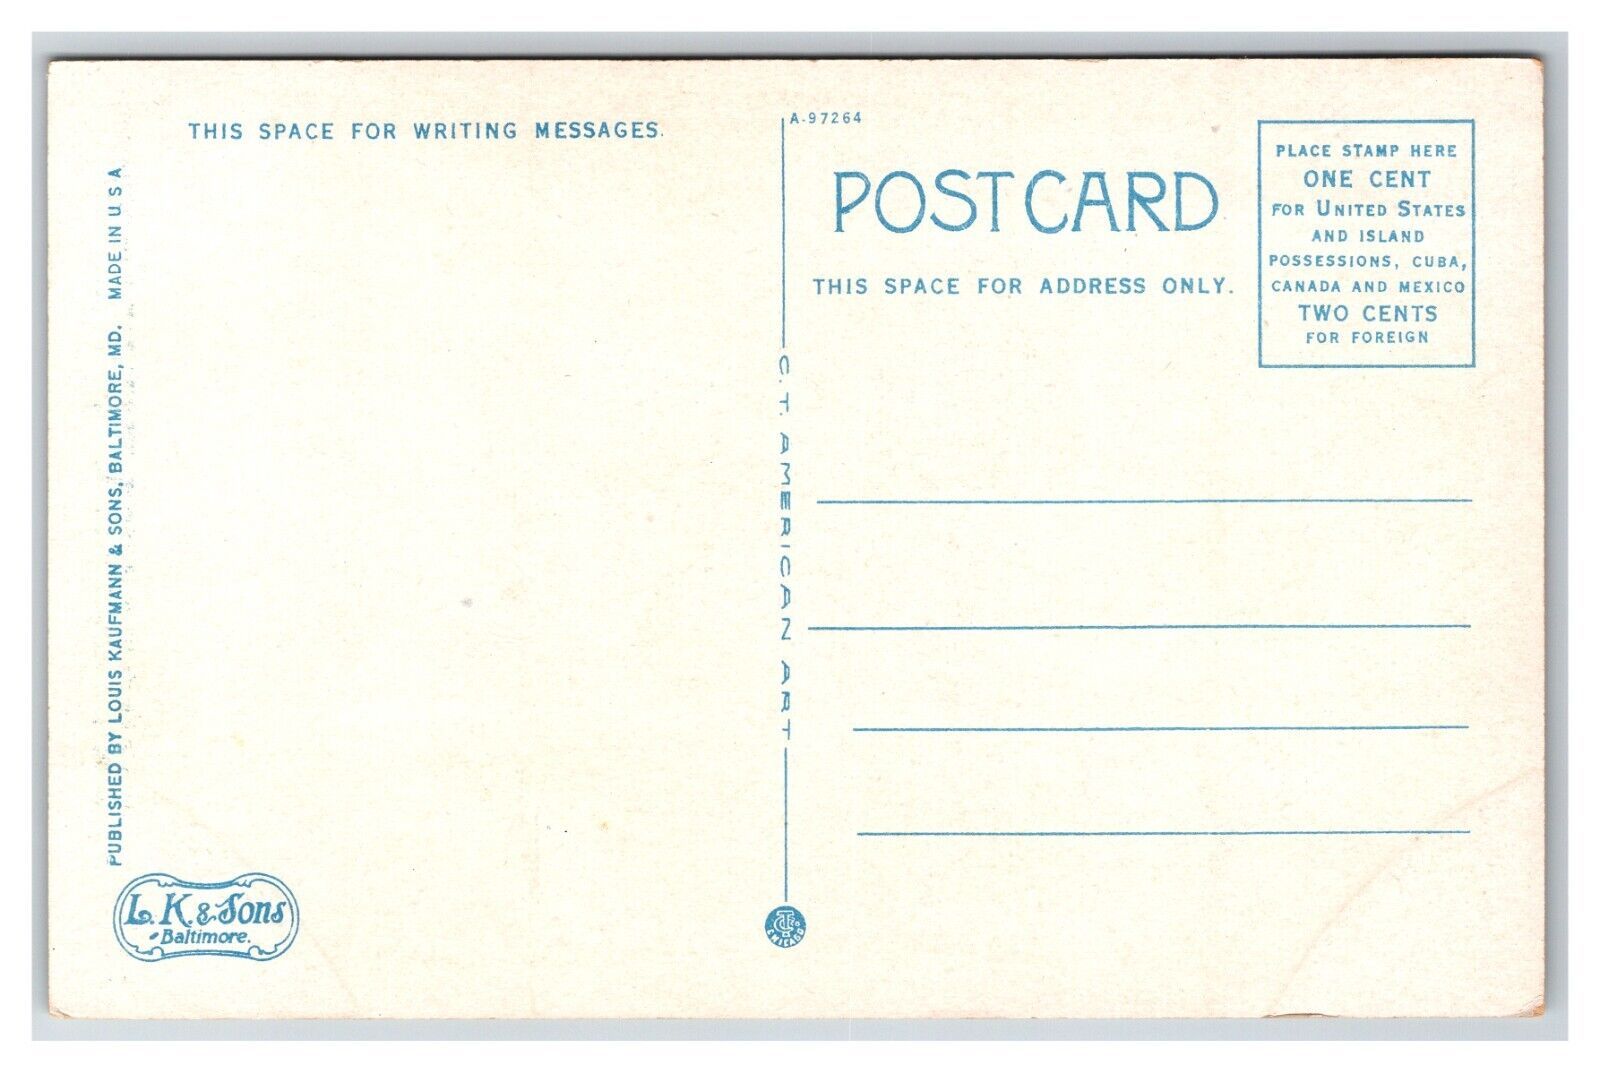 THIS SPACE FOR WRITING MESSAGES.
PUBLISHED BY LOUIS KAUFMANN & SONS, BALTIMORE, MD. MADE IN U S A
L. K. & Sons
Baltimore.
A-97264
C. T. AMERICAN ART
CHICAGO
POST CARD
THIS SPACE FOR ADDRESS ONLY.
PLACE STAMP HERE
ONE CENT
FOR UNITED STATES
AND ISLAND
POSSESSIONS, CUBA,
CANADA AND MEXICO
TWO CENTS
FOR FOREIGN